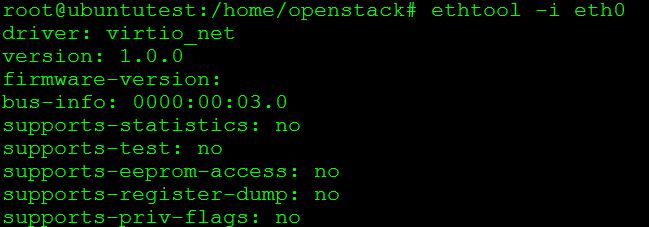 root@ubuntutest:/home/openstack# ethtool -i eth0
driver: virtio_net
version: 1.0.0
firmware-version:
bus-info: 0000:00:03.0
supports-statistics: no
supports-test: no
supports-eeprom-access: no
supports-register-dump: no
supports-priv-flags: no